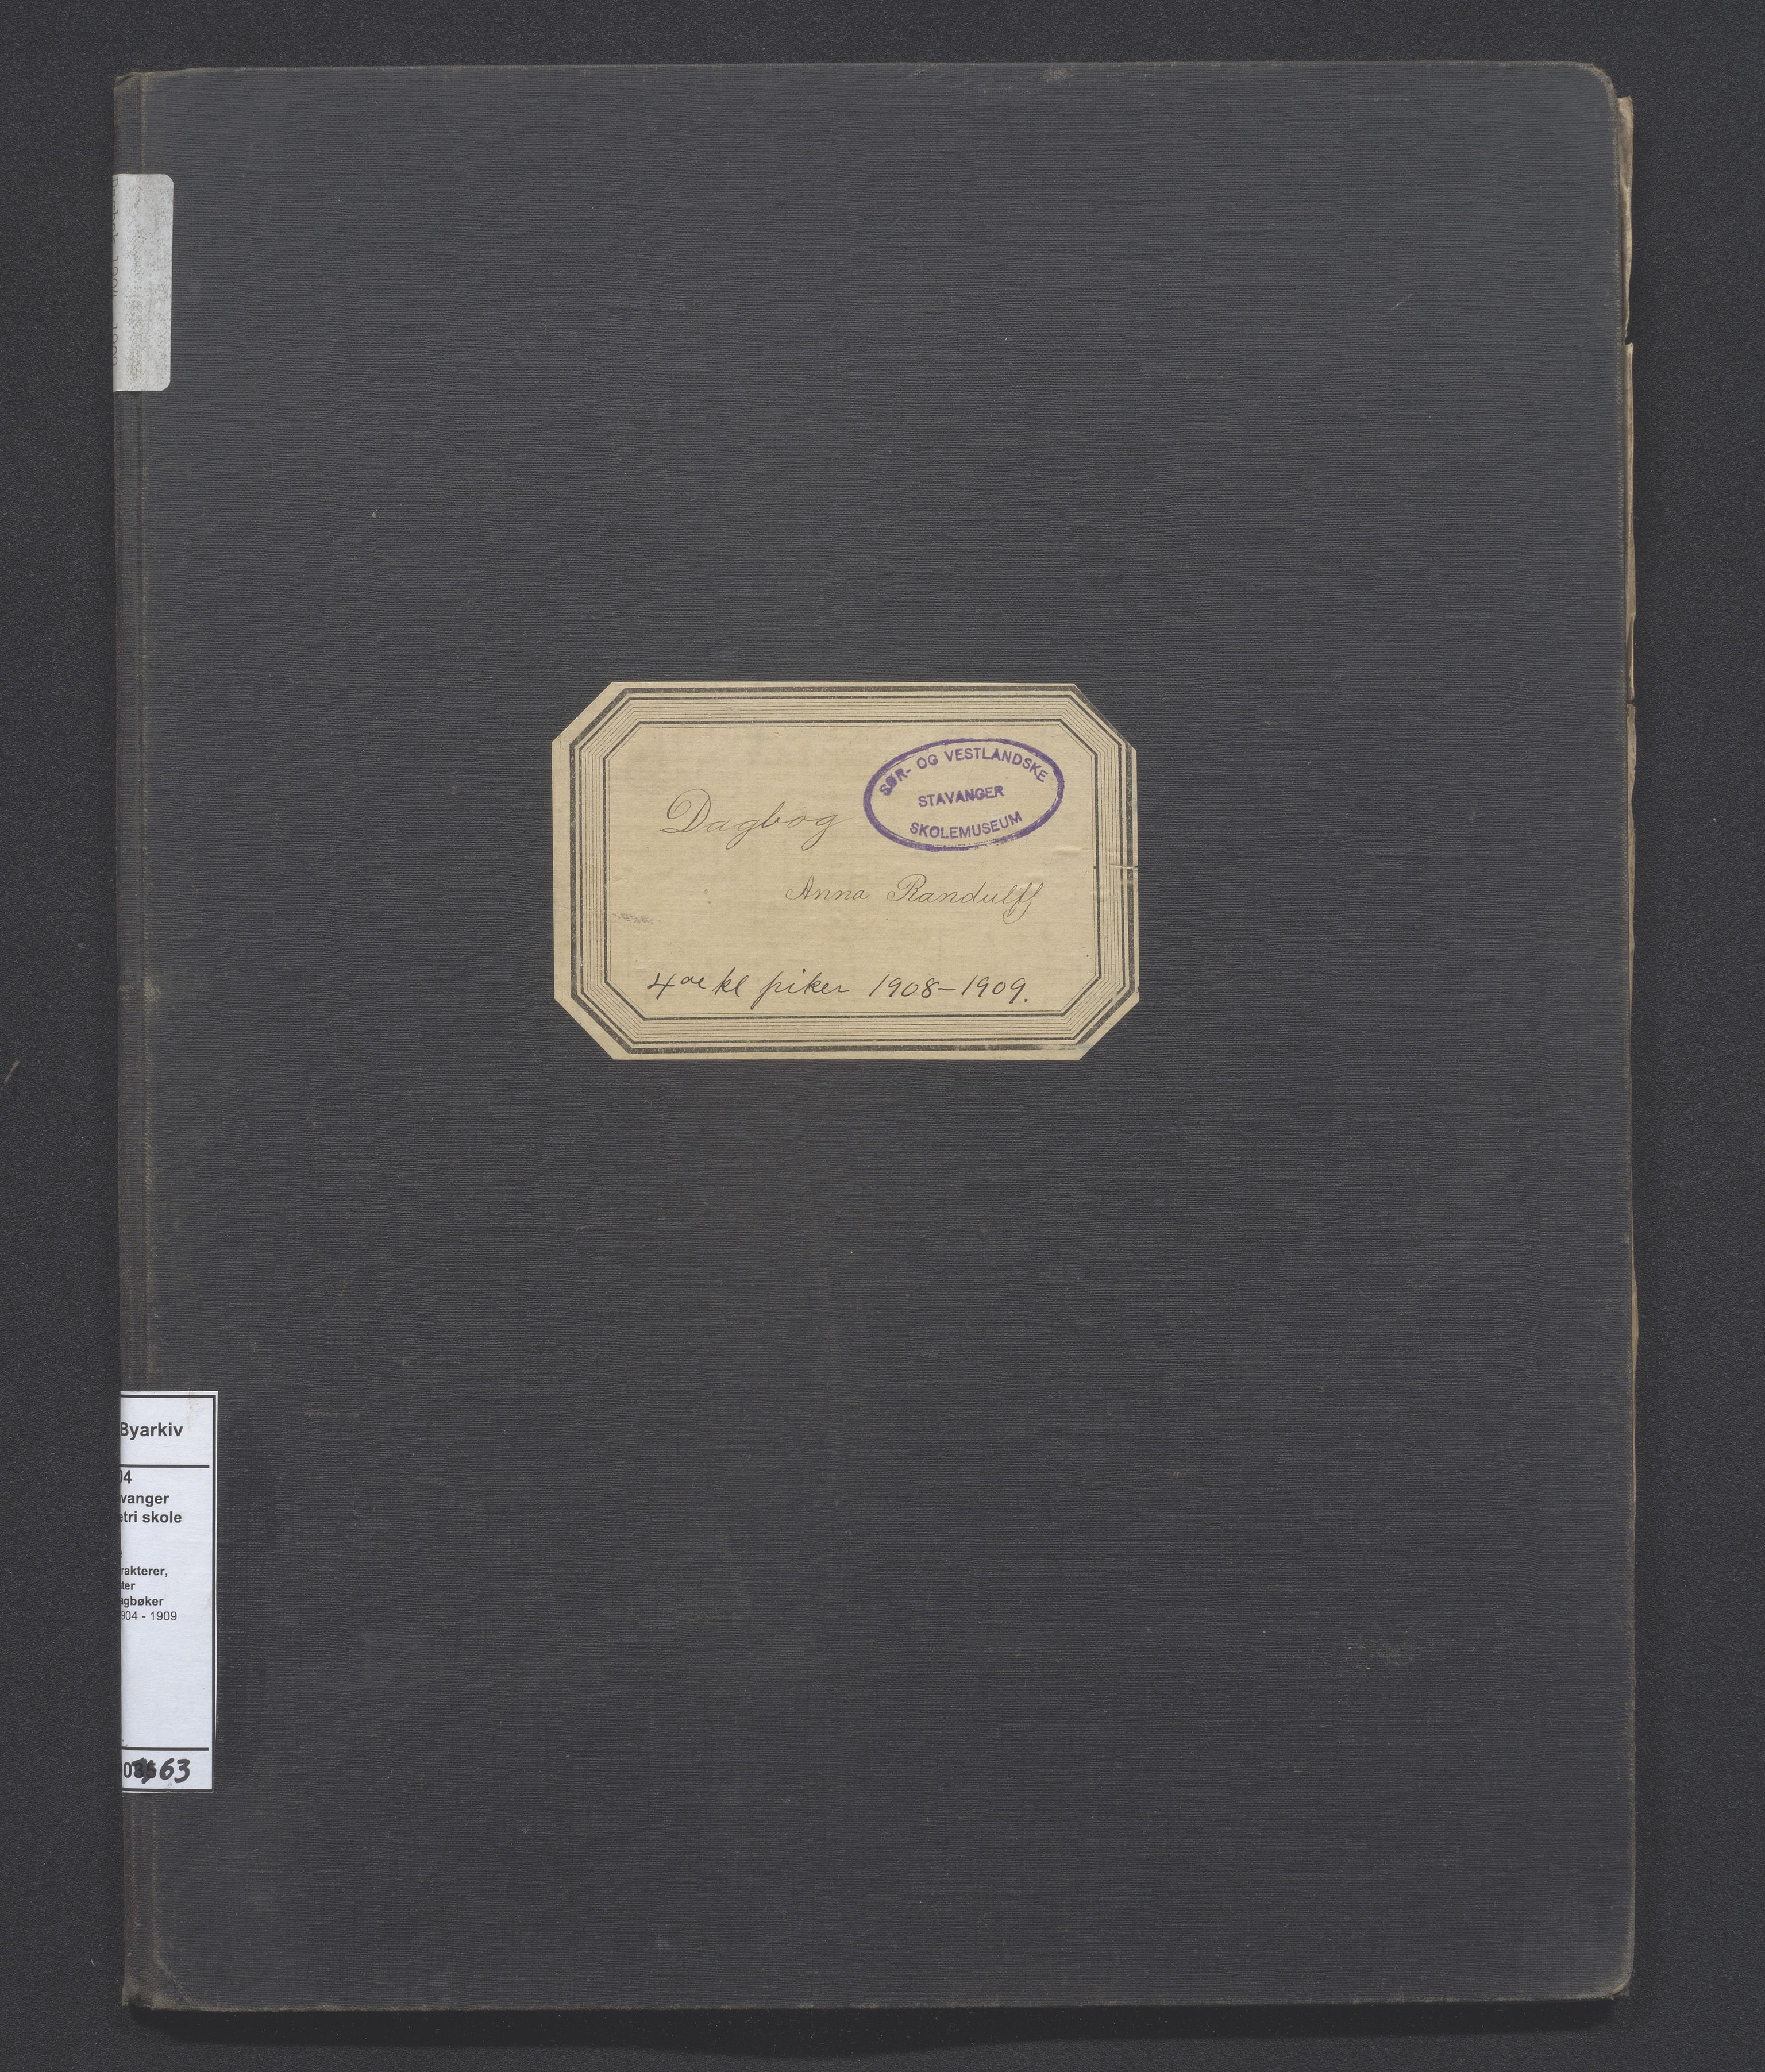 SØR- OG VESTLANDSKE
STAVANGER
SKOLEMUSEUM
Dagbog
Anna Randulff
4de kl piker 1908-1909.
Byarkiv
04
vanger
etri skole
rakterer,
ter
agbøker
904 - 1909
63